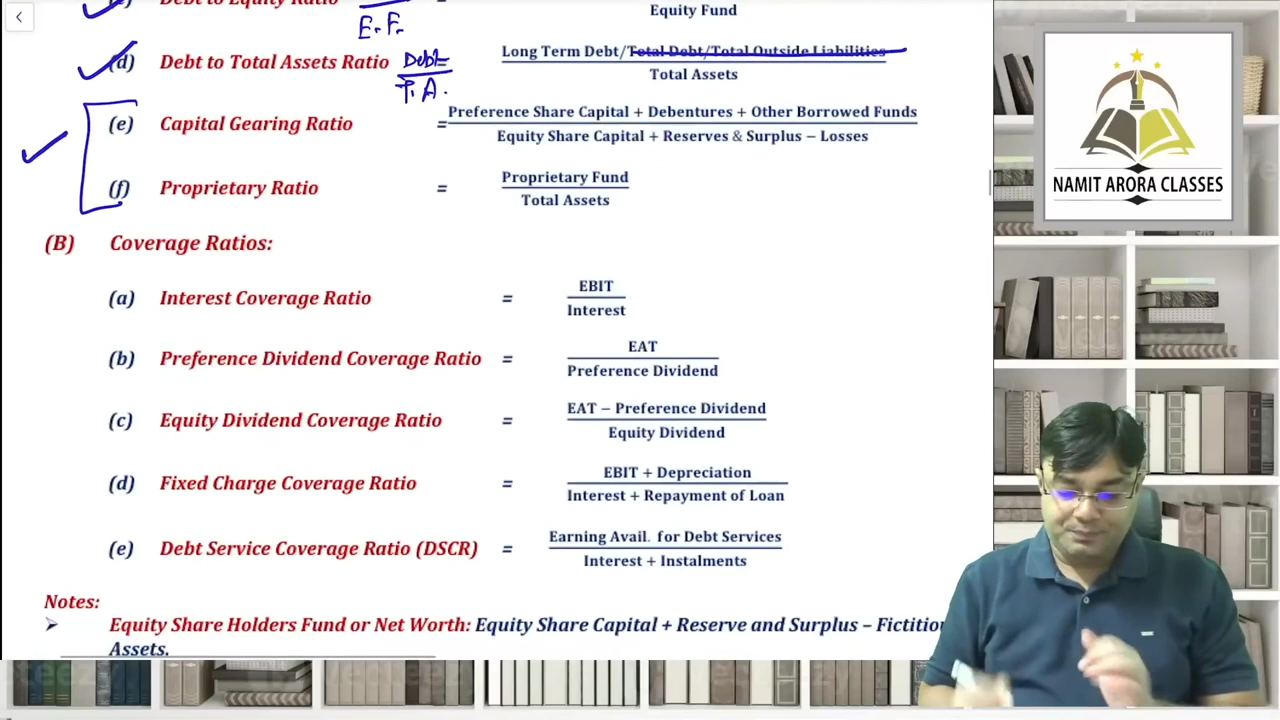 Debt to Equity Ratio =
E. F. Equity Fund
(d) Debt to Total Assets Ratio Debt Long Term Debt/Total Debt/Total Outside Liabilities
T. A. Total Assets
(e) Capital Gearing Ratio = Preference Share Capital + Debentures + Other Borrowed Funds
Equity Share Capital + Reserves & Surplus – Losses
(f) Proprietary Ratio = Proprietary Fund
Total Assets
NAMIT ARORA CLASSES
(B) Coverage Ratios:
(a) Interest Coverage Ratio = EBIT
Interest
(b) Preference Dividend Coverage Ratio = EAT
Preference Dividend
(c) Equity Dividend Coverage Ratio = EAT – Preference Dividend
Equity Dividend
(d) Fixed Charge Coverage Ratio = EBIT + Depreciation
Interest + Repayment of Loan
(e) Debt Service Coverage Ratio (DSCR) = Earning Avail. for Debt Services
Interest + Instalments
Notes:
➢ Equity Share Holders Fund or Net Worth: Equity Share Capital + Reserve and Surplus – Fictitiou
Assets.